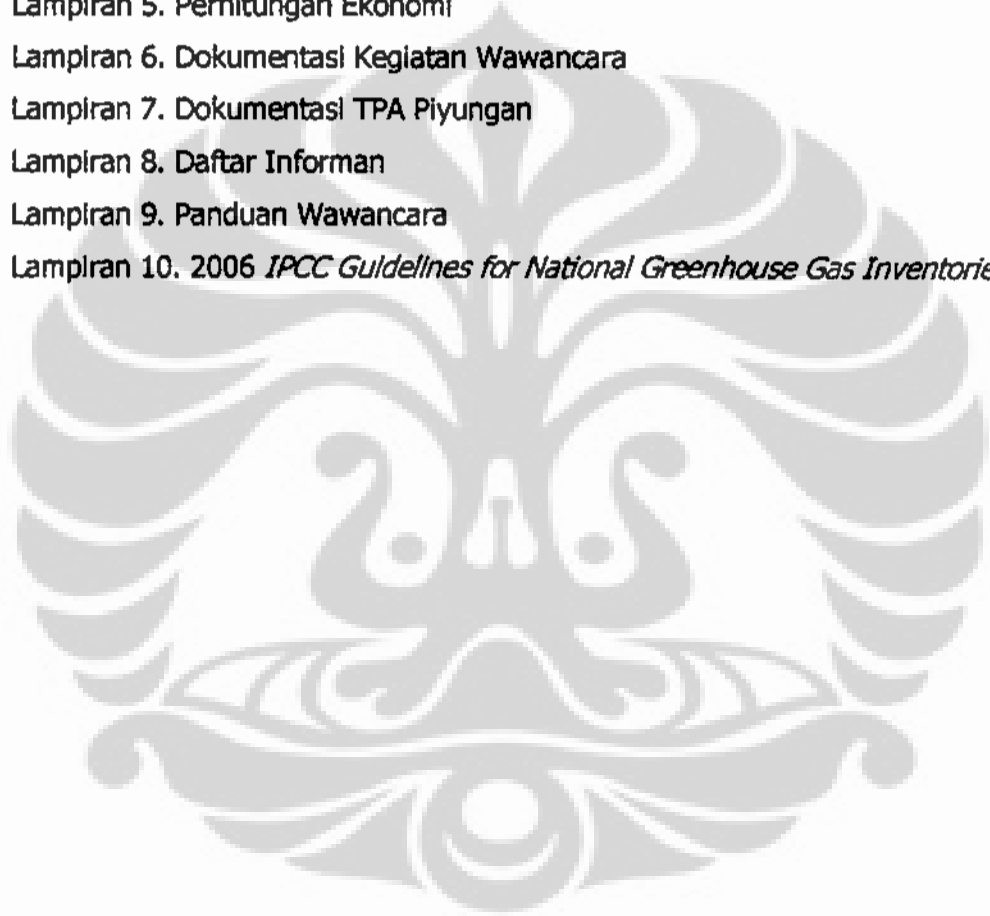 Lampiran 5. Perhitungan Ekonomi
Lampiran 6. Dokumentasi Kegiatan Wawancara
Lampiran 7. Dokumentasi TPA Piyungan
Lampiran 8. Daftar Informan
Lampiran 9. Panduan Wawancara
Lampiran 10. 2006 IPCC Guidelines for National Greenhouse Gas Inventorie